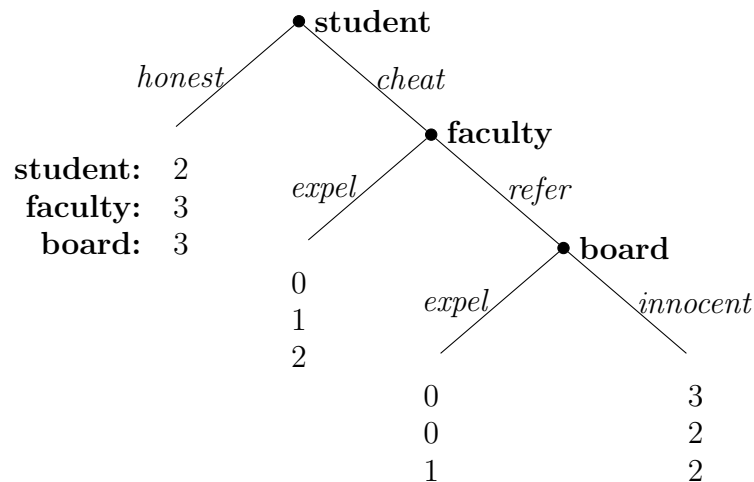 student
honest
cheat
faculty
student: 2
faculty: 3
board: 3
expel
refer
board
0
1
2
expel
innocent
0
0
1
3
2
2